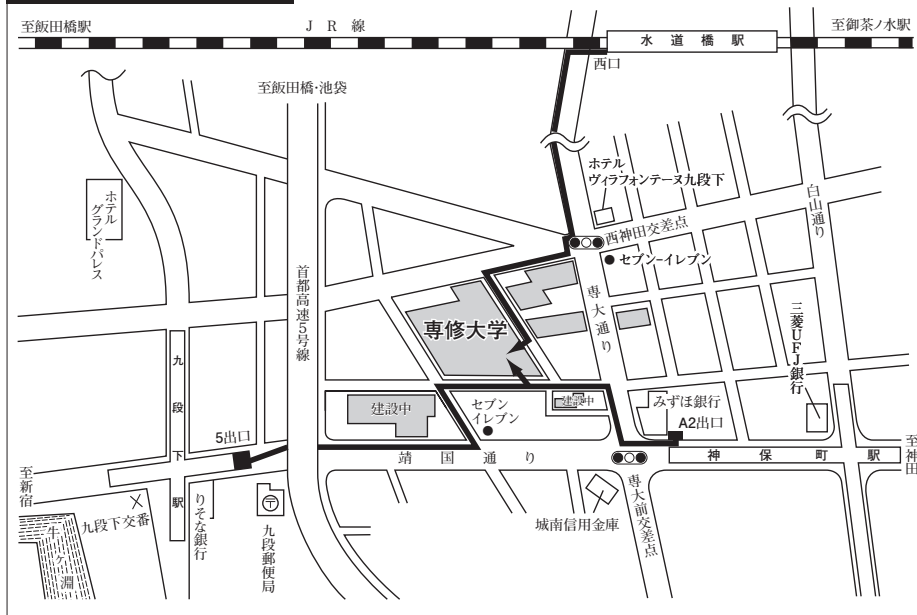 至飯田橋駅
JR線
水道橋駅
至御茶ノ水駅
西口
至飯田橋・池袋
ホテル
ヴィラフォンテーヌ九段下
ホテル
グランドパレス
白山通り
西神田交差点
セブン-イレブン
首都高速5号線
専大通り
専修大学
三菱UFJ銀行
九段下駅
建設中
セブン
イレブン
建設中
みずほ銀行
A2出口
5出口
靖国通り
神保町駅
至神田
至新宿
九段下交番
りそな銀行
〒
九段郵便局
城南信用金庫
専大前交差点
牛ヶ淵